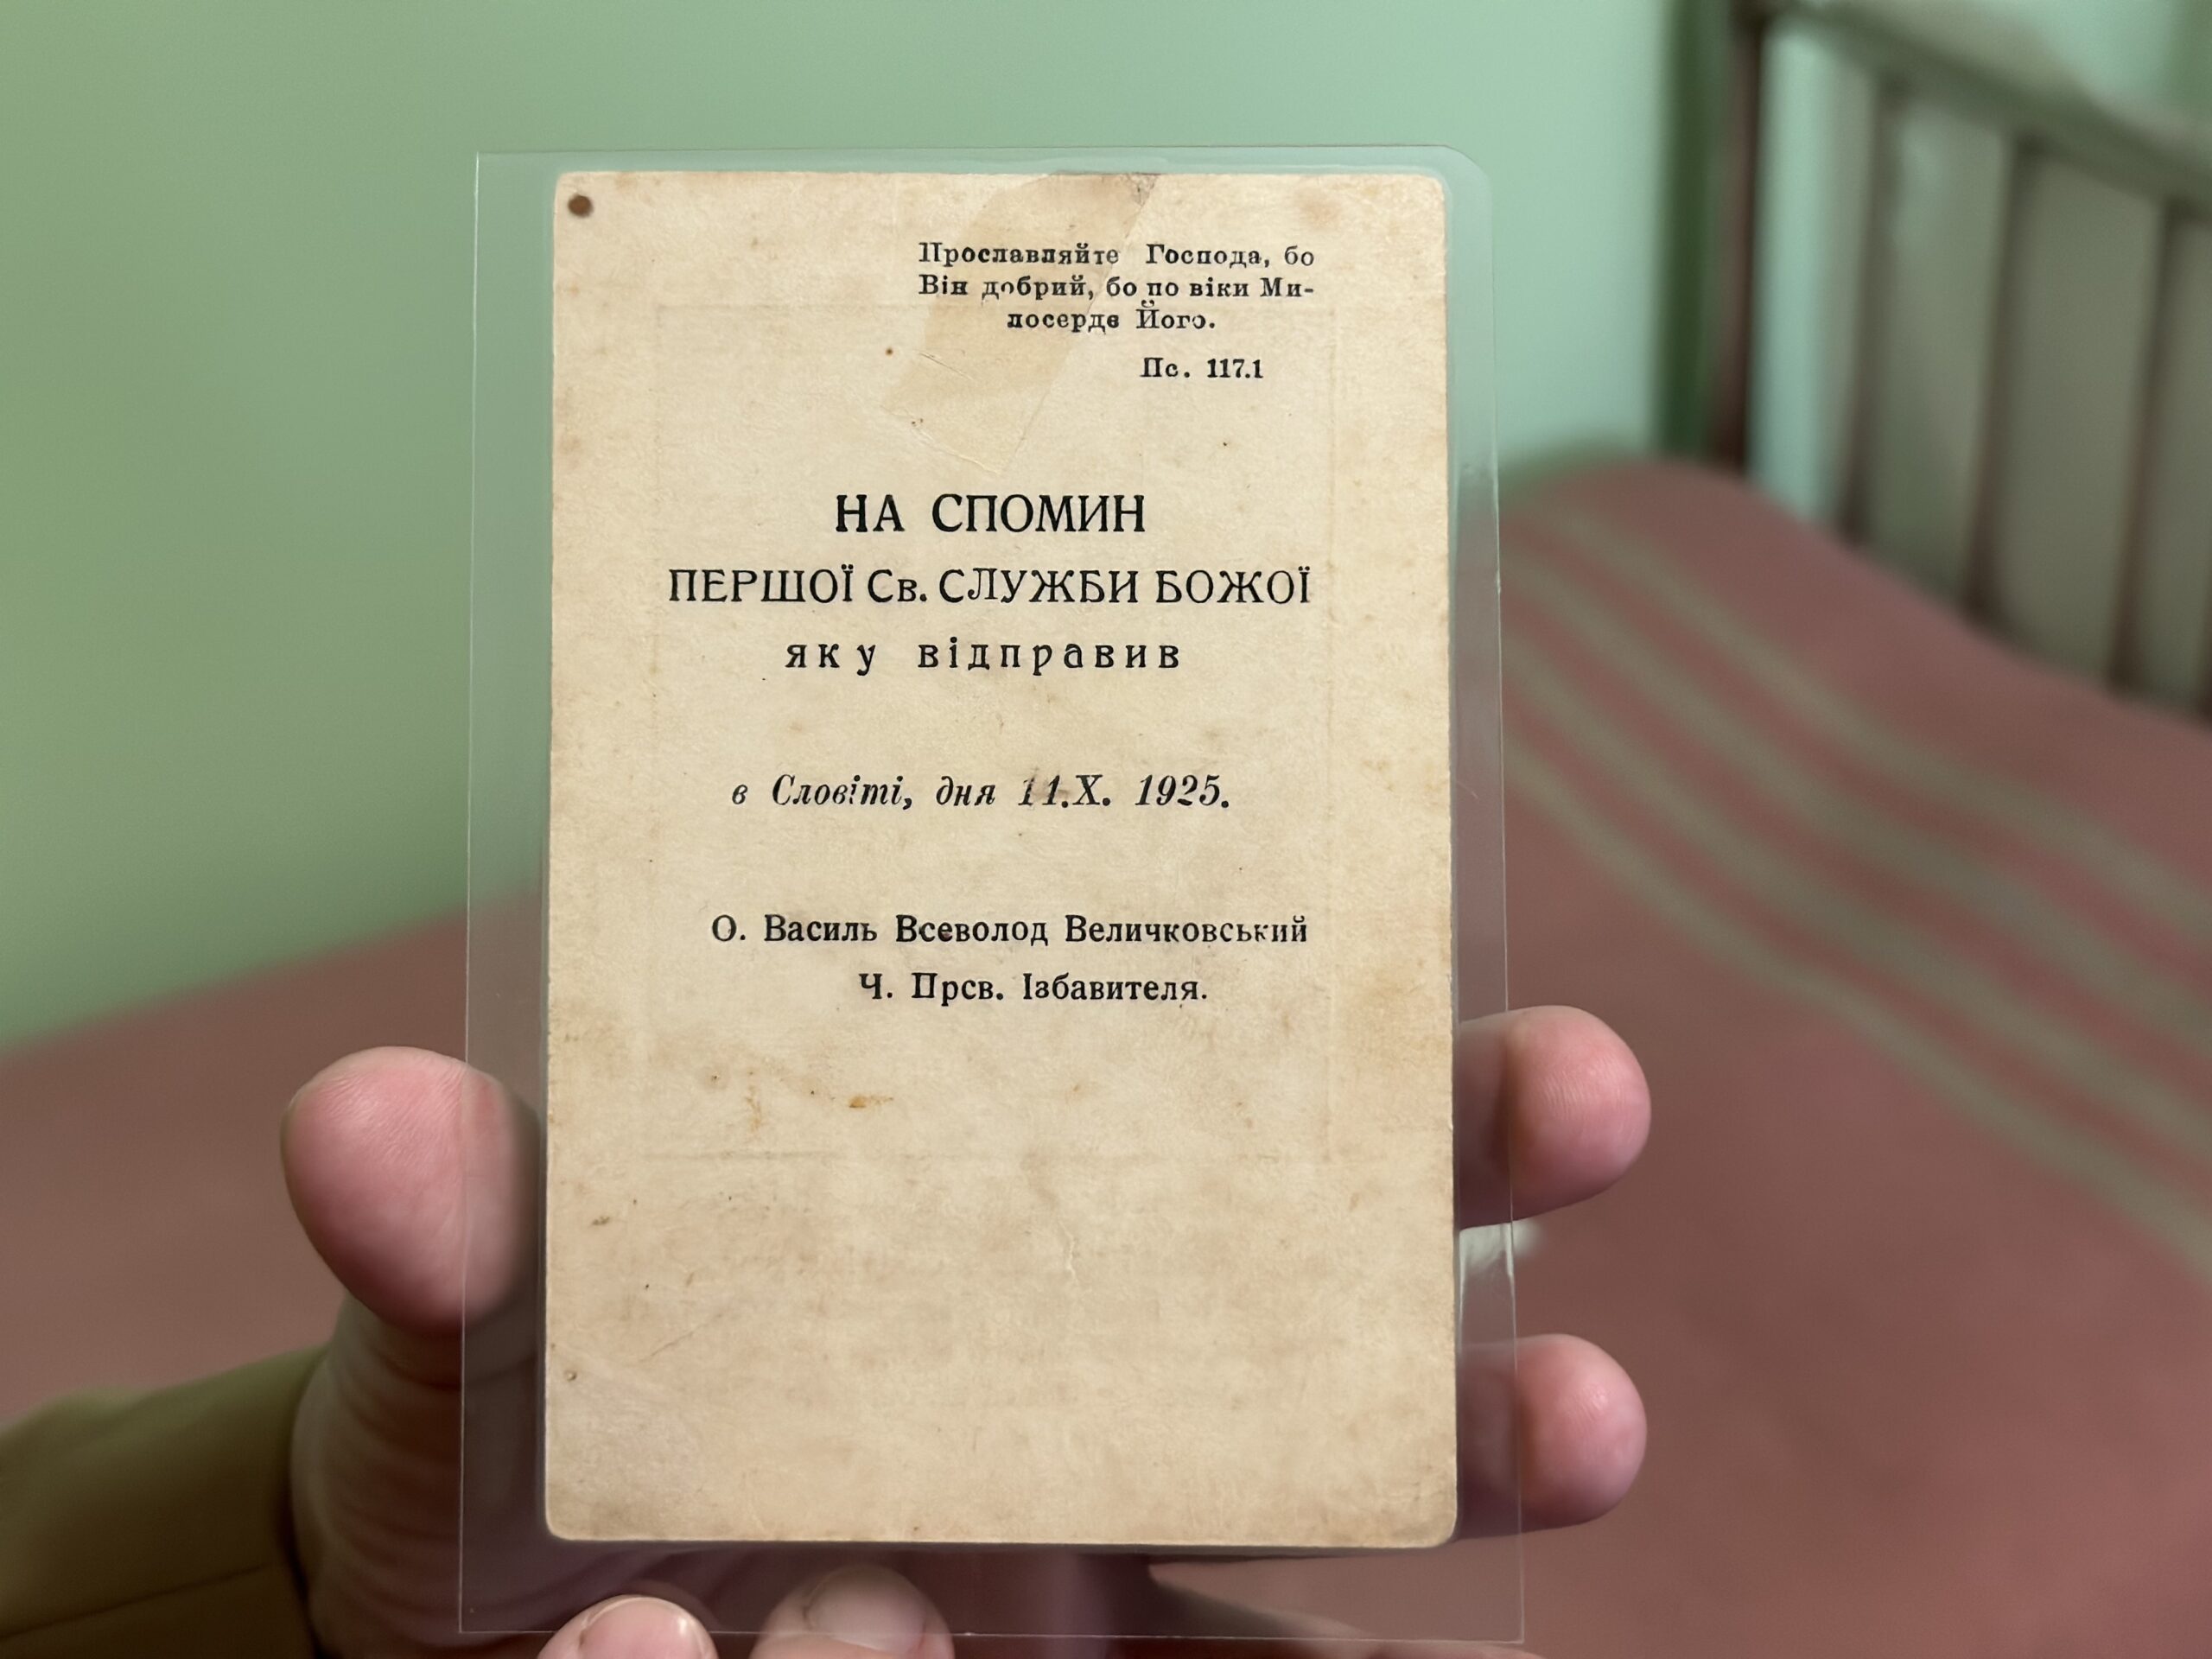 Прославляйте Господа, бо
Він добрий, бо по віки Ми-
лосердє Його.
Пс. 117.1
НА СПОМИН
ПЕРШОЇ Св. СЛУЖБИ БОЖОЇ
яку відправив
в Словіті, дня 11.X. 1925.
О. Василь Всеволод Величковський
Ч. Прсв. Ізбавителя.